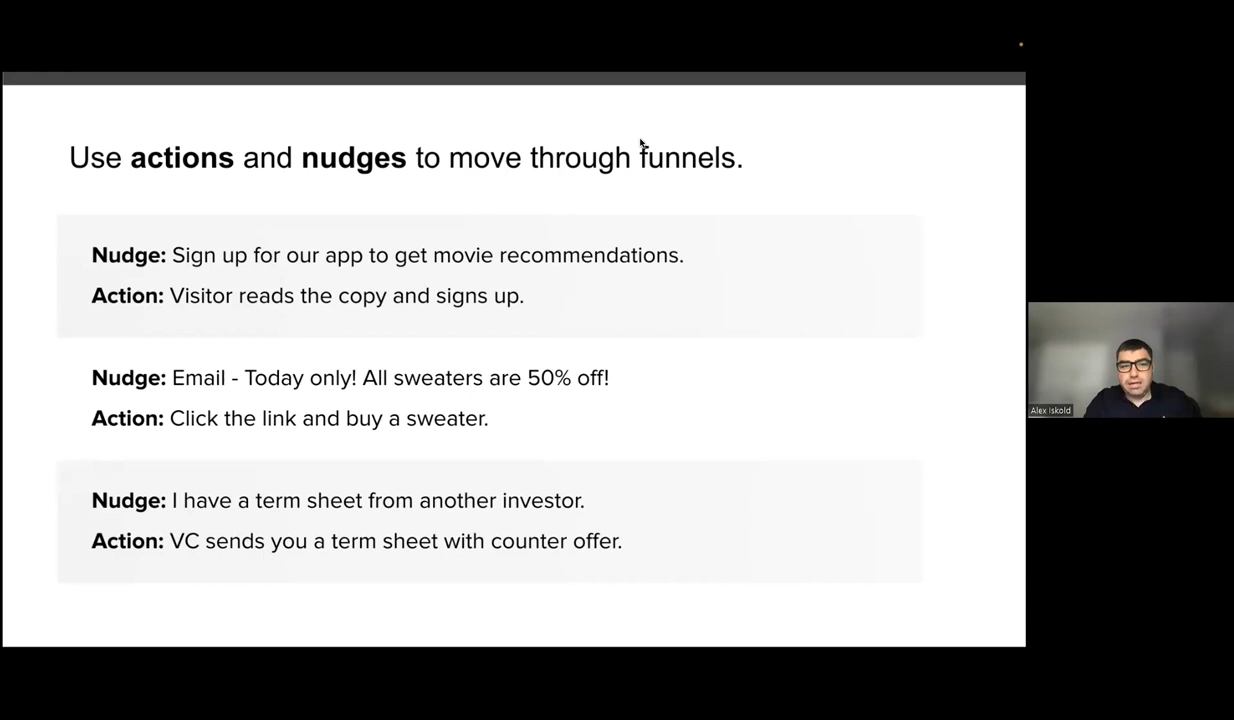 Use actions and nudges to move through funnels.
Nudge: Sign up for our app to get movie recommendations.
Action: Visitor reads the copy and signs up.
Nudge: Email - Today only! All sweaters are 50% off!
Action: Click the link and buy a sweater.
Nudge: I have a term sheet from another investor.
Action: VC sends you a term sheet with counter offer.
Alex Iskold